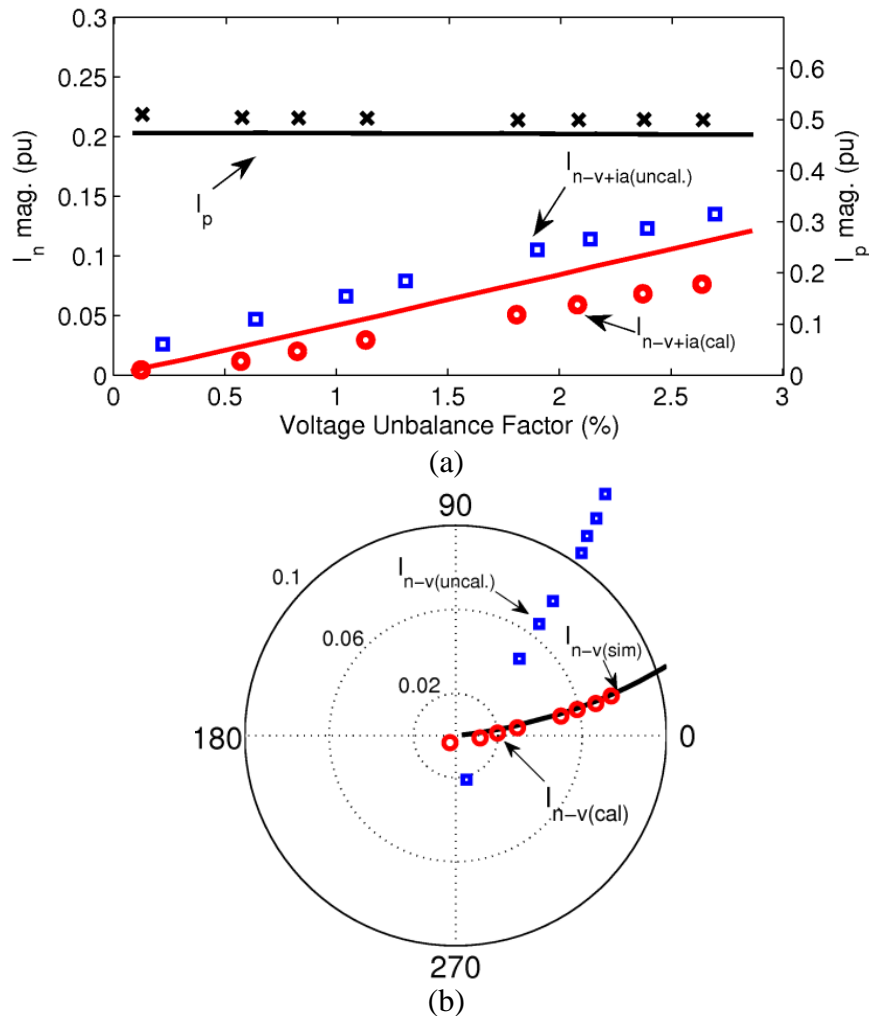 0.3
0.25
0.2
0.15
0.1
0.05
0
I_n mag. (pu)
0.6
0.5
0.4
0.3
0.2
0.1
0
I_p mag. (pu)
I_p
I_n−v+ia(uncal.)
I_n−v+ia(cal)
0 0.5 1 1.5 2 2.5 3
Voltage Unbalance Factor (%)
(a)
90
0.1
I_n−v(uncal.)
0.06
I_n−v(sim)
0.02
180
0
I_n−v(cal)
270
(b)